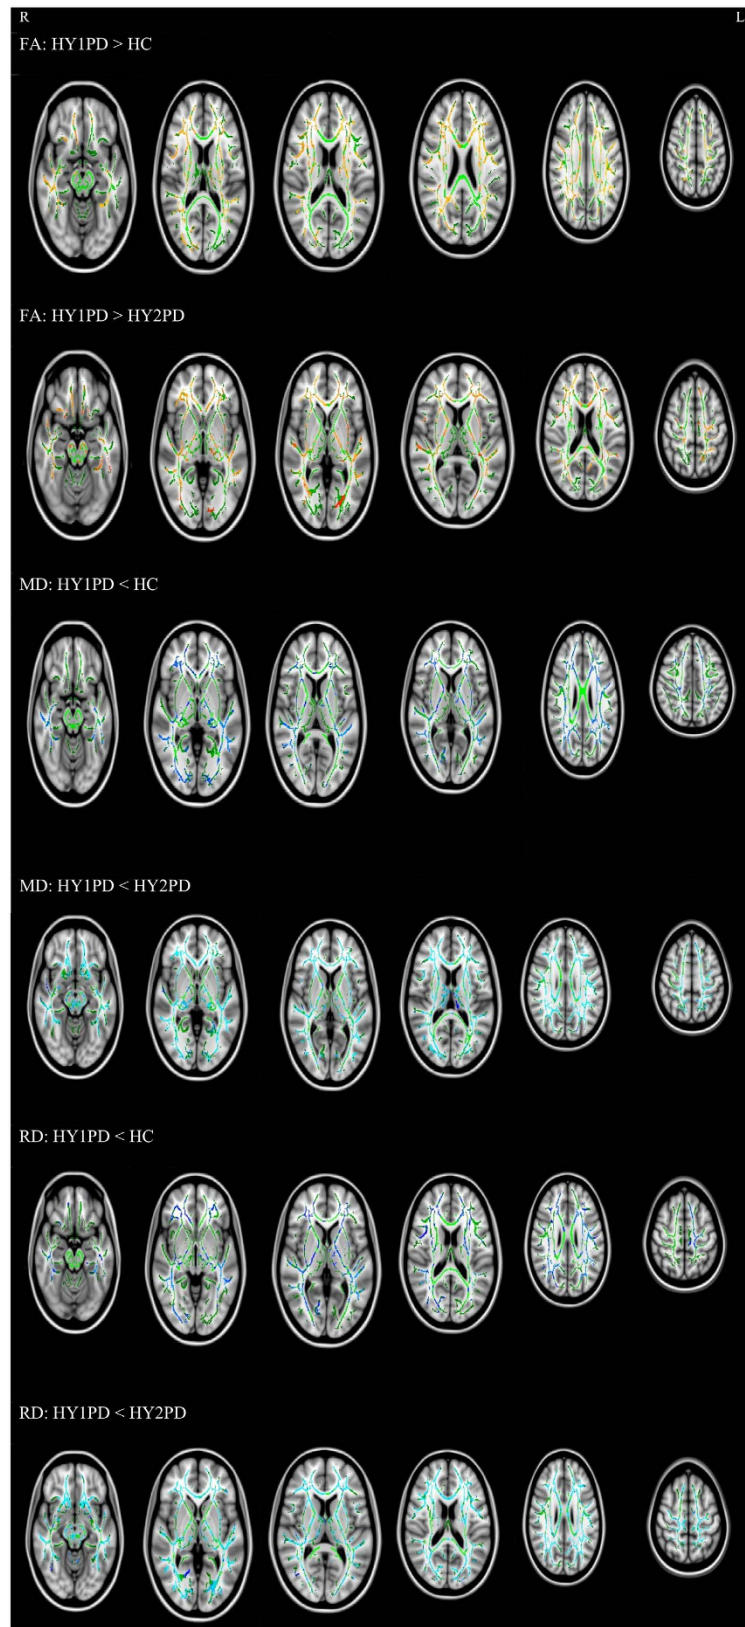 R L
FA: HY1PD > HC
FA: HY1PD > HY2PD
MD: HY1PD < HC
MD: HY1PD < HY2PD
RD: HY1PD < HC
RD: HY1PD < HY2PD